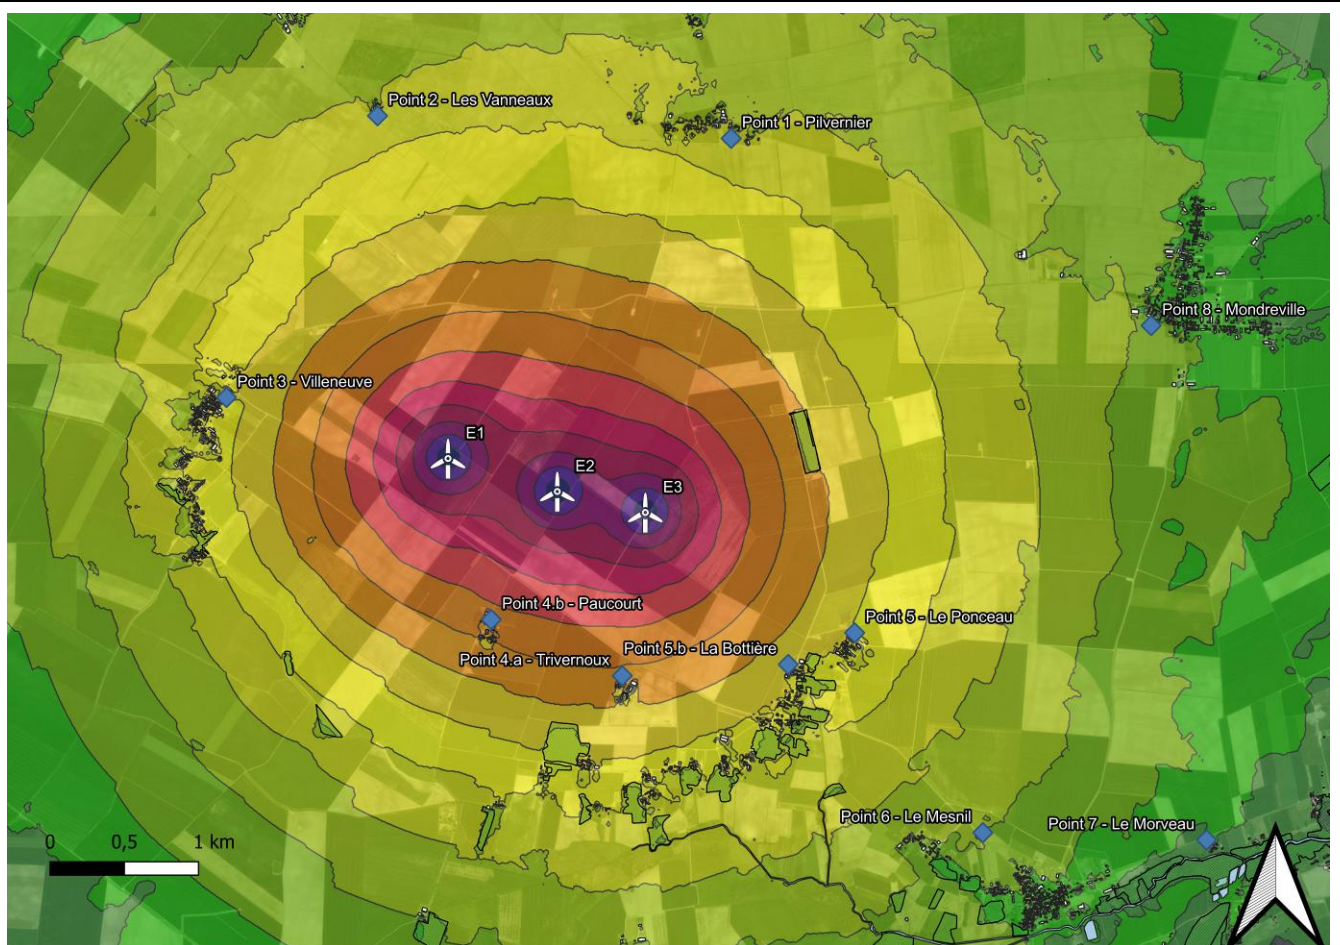 Point 2 - Les Vanneaux
Point 1 - Pilvernier
Point 8 - Mondreville
Point 3 - Villeneuve
E1
E2
E3
Point 4.b - Paucourt
Point 5 - Le Ponceau
Point 5.b - La Bottière
Point 4.a - Trivernoux
Point 6 - Le Mesnil
Point 7 - Le Morveau
0 0,5 1 km